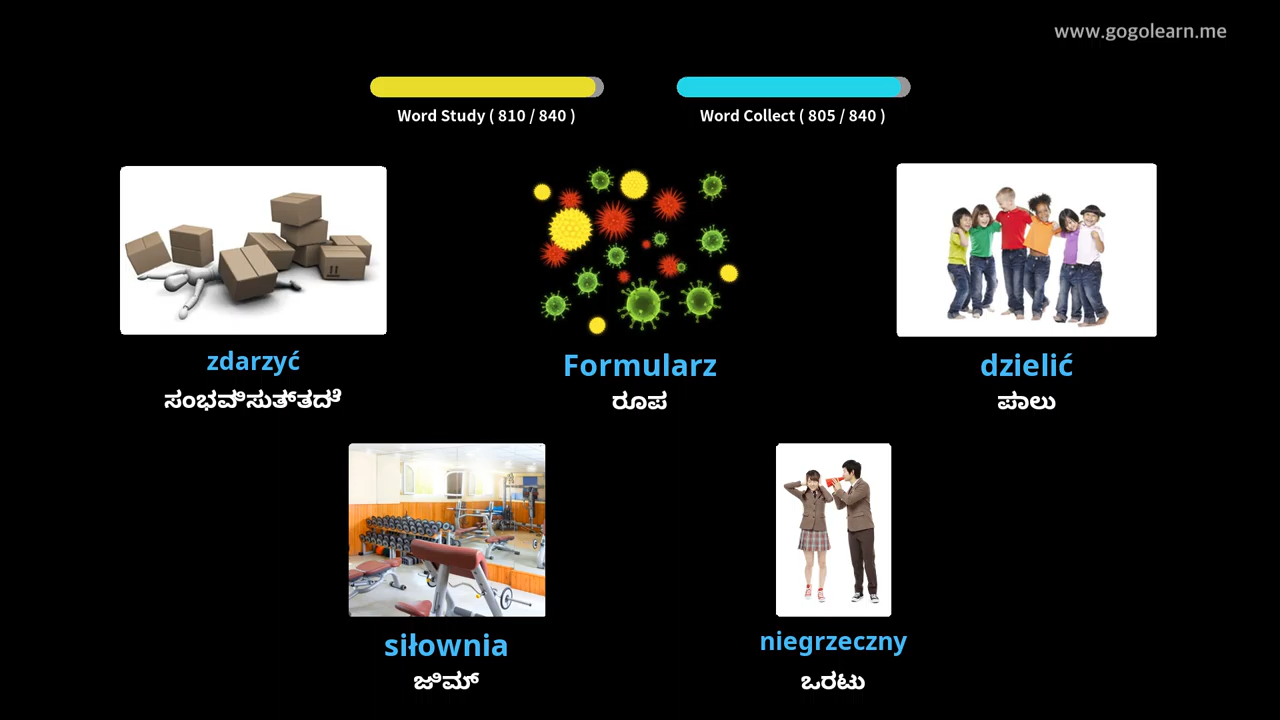 www.gogolearn.me
Word Study ( 810 / 840 )
Word Collect ( 805 / 840 )
zdarzyć
ಸಂಭವಿಸುತ್ತದೆ
Formularz
ರೂಪ
dzielić
ಪಾಲು
siłownia
ಜಿಮ್
niegrzeczny
ಒರಟು